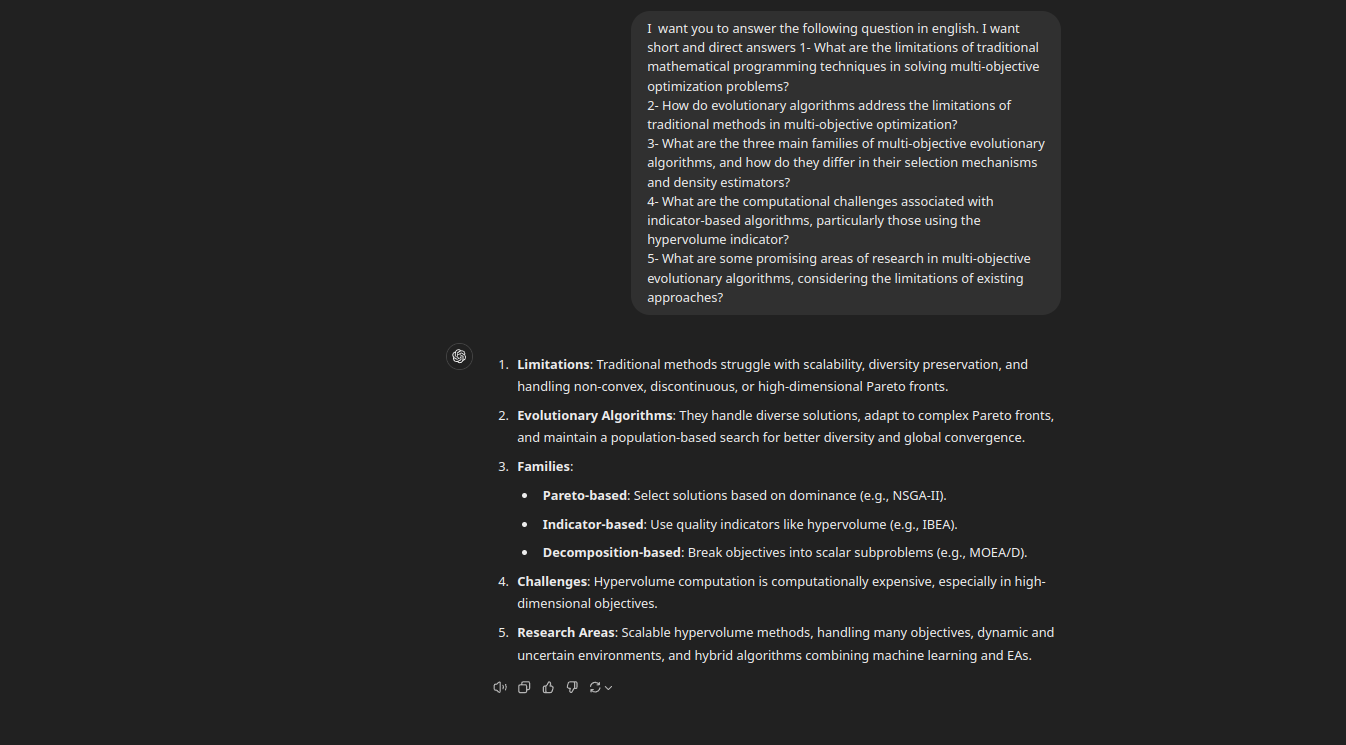 I  want you to answer the following question in english. I want
short and direct answers 1- What are the limitations of traditional
mathematical programming techniques in solving multi-objective
optimization problems?
2- How do evolutionary algorithms address the limitations of
traditional methods in multi-objective optimization?
3- What are the three main families of multi-objective evolutionary
algorithms, and how do they differ in their selection mechanisms
and density estimators?
4- What are the computational challenges associated with
indicator-based algorithms, particularly those using the
hypervolume indicator?
5- What are some promising areas of research in multi-objective
evolutionary algorithms, considering the limitations of existing
approaches?
1. Limitations: Traditional methods struggle with scalability, diversity preservation, and
handling non-convex, discontinuous, or high-dimensional Pareto fronts.
2. Evolutionary Algorithms: They handle diverse solutions, adapt to complex Pareto fronts,
and maintain a population-based search for better diversity and global convergence.
3. Families:
• Pareto-based: Select solutions based on dominance (e.g., NSGA-II).
• Indicator-based: Use quality indicators like hypervolume (e.g., IBEA).
• Decomposition-based: Break objectives into scalar subproblems (e.g., MOEA/D).
4. Challenges: Hypervolume computation is computationally expensive, especially in high-
dimensional objectives.
5. Research Areas: Scalable hypervolume methods, handling many objectives, dynamic and
uncertain environments, and hybrid algorithms combining machine learning and EAs.